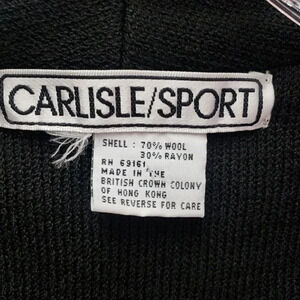 CARLISLE/SPORT
SHELL : 70% WOOL
30% RAYON
RN 69161
MADE IN THE
BRITISH CROWN COLONY
OF HONG KONG
SEE REVERSE FOR CARE